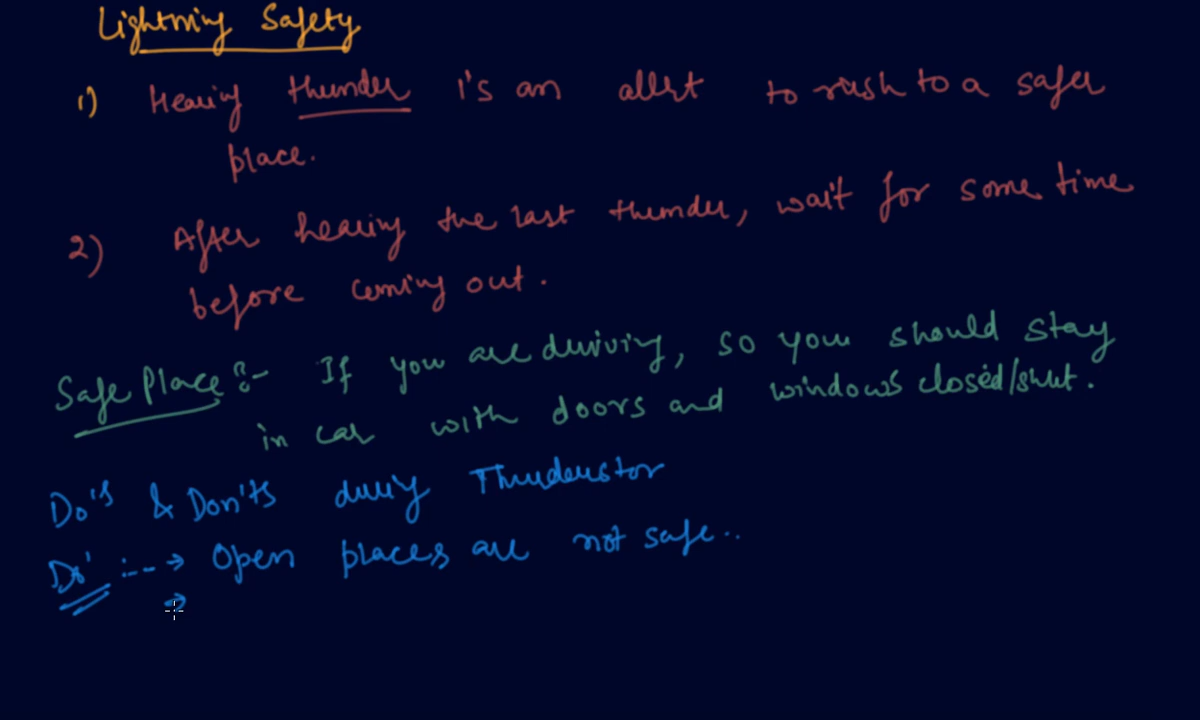 Lightning Safety
1) Hearing thunder is an alert to rush to a safer
place.
2) After hearing the last thunder, wait for some time
before coming out.
Safe Place :- If you are driving, so you should stay
in car with doors and windows closed/shut.
Do's & Don'ts during Thunderstor
Do' :-- → Open places are not safe..
→